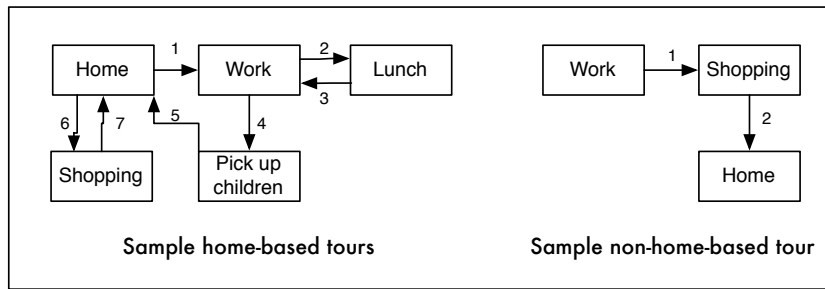 Home
1
Work
2
3
Lunch
6
7
5
4
Shopping
Pick up
children
Sample home-based tours
Work
1
Shopping
2
Home
Sample non-home-based tour